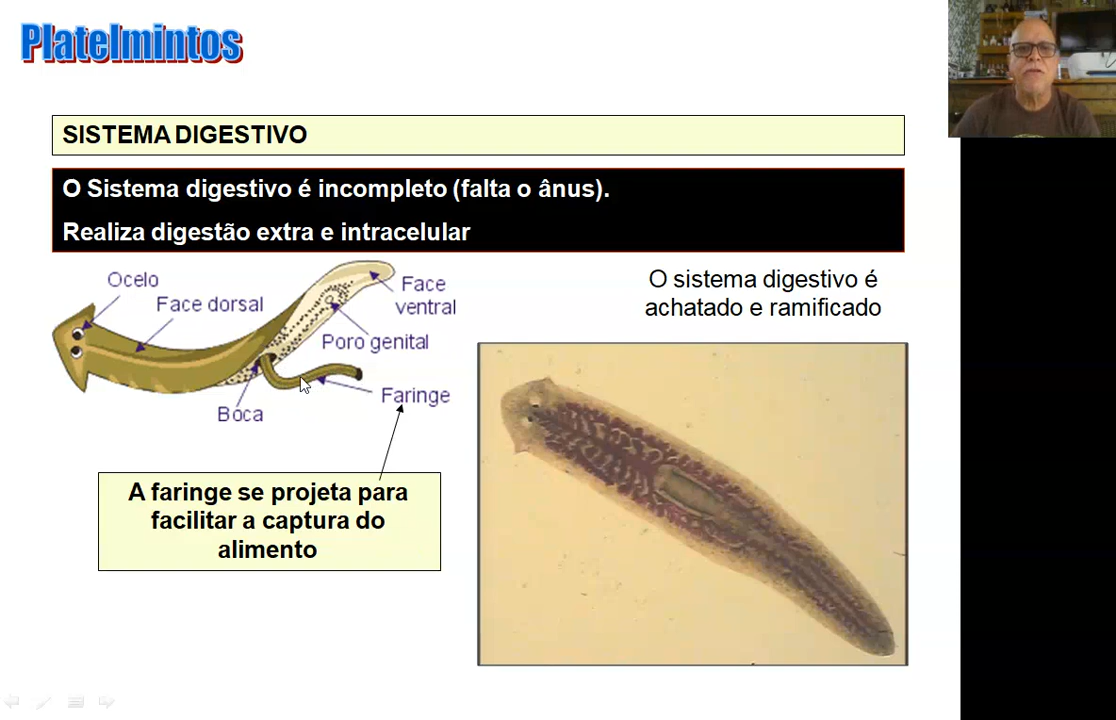 Platelmintos
SISTEMA DIGESTIVO
O Sistema digestivo é incompleto (falta o ânus).
Realiza digestão extra e intracelular
Ocelo
Face dorsal
Face
ventral
Poro genital
Faringe
Boca
O sistema digestivo é
achatado e ramificado
A faringe se projeta para
facilitar a captura do
alimento